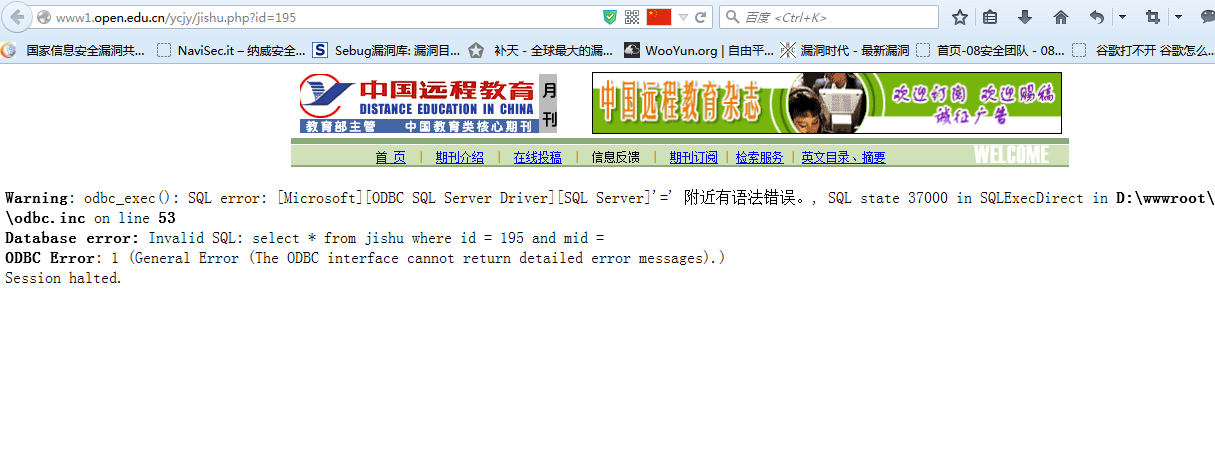 www1.open.edu.cn/ycjy/jishu.php?id=195
百度 <Ctrl+K>
国家信息安全漏洞共... NaviSec.it – 纳威安全... Sebug漏洞库: 漏洞目... 补天 - 全球最大的漏... WooYun.org | 自由平... 漏洞时代 - 最新漏洞 首页-08安全团队 - 08... 谷歌打不开 谷歌怎么...
中国远程教育
DISTANCE EDUCATION IN CHINA
教育部主管 中国教育类核心期刊
月刊
中国远程教育杂志
欢迎订阅 欢迎赐稿
诚征广告
首 页 | 期刊介绍 | 在线投稿 | 信息反馈 | 期刊订阅 | 检索服务 | 英文目录、摘要
WELCOME
Warning: odbc_exec(): SQL error: [Microsoft][ODBC SQL Server Driver][SQL Server]'=' 附近有语法错误。, SQL state 37000 in SQLExecDirect in D:\wwwroot\
\odbc.inc on line 53
Database error: Invalid SQL: select * from jishu where id = 195 and mid =
ODBC Error: 1 (General Error (The ODBC interface cannot return detailed error messages).)
Session halted.